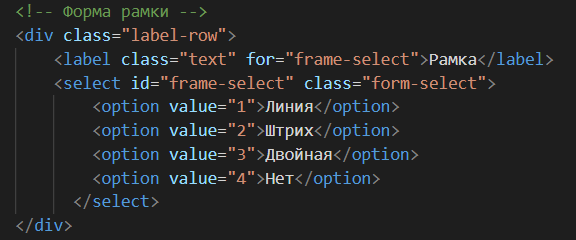 <!-- Форма рамки -->
<div class="label-row">
    <label class="text" for="frame-select">Рамка</label>
    <select id="frame-select" class="form-select">
        <option value="1">Линия</option>
        <option value="2">Штрих</option>
        <option value="3">Двойная</option>
        <option value="4">Нет</option>
      </select>
</div>